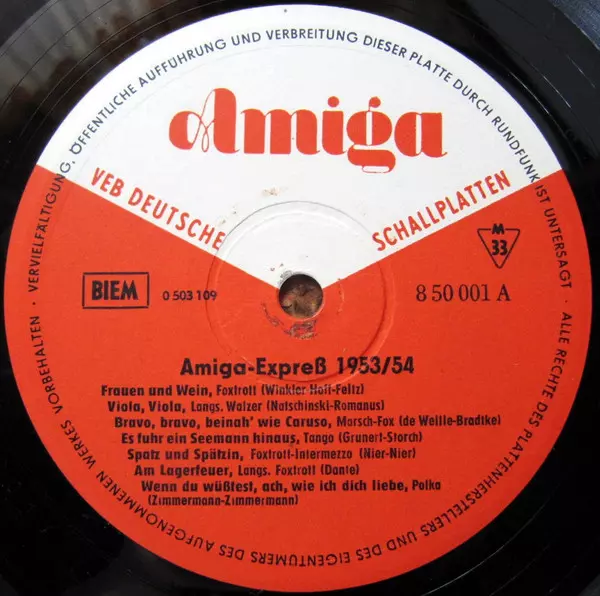 VERVIELFÄLTIGUNG, ÖFFENTLICHE AUFFÜHRUNG UND VERBREITUNG DIESER PLATTE DURCH RUNDFUNK IST UNTERSAGT · ALLE RECHTE DES PLATTENHERSTELLERS UND DES EIGENTÜMERS DES AUFGENOMMENEN WERKES VORBEHALTEN ·
Amiga
VEB DEUTSCHE SCHALLPLATTEN
M
33
BIEM
0 503 109
8 50 001 A
Amiga-Expreß 1953/54
Frauen und Wein, Foxtrott (Winkler-Hoff-Feltz)
Viola, Viola, Langs. Walzer (Natschinski-Romanus)
Bravo, bravo, beinah' wie Caruso, Marsch-Fox (de Weille-Bradtke)
Es fuhr ein Seemann hinaus, Tango (Grunert-Storch)
Spatz und Spätzin, Foxtrott-Intermezzo (Nier-Nier)
Am Lagerfeuer, Langs. Foxtrott (Dante)
Wenn du wüßtest, ach, wie ich dich liebe, Polka
(Zimmermann-Zimmermann)